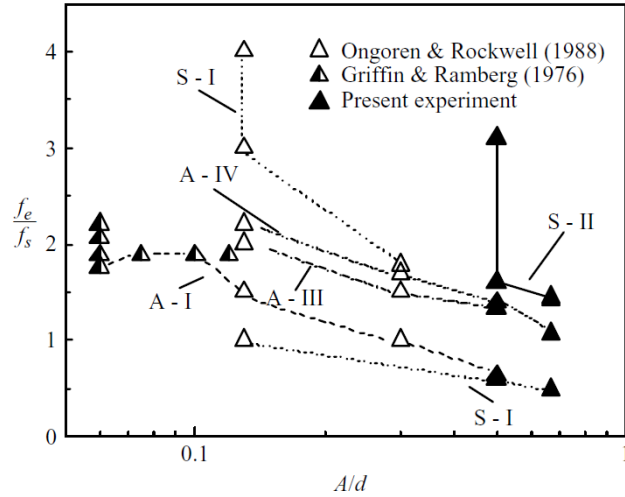 4
3
2
1
0
f_e
f_s
0.1
1
A/d
△ Ongoren & Rockwell (1988)
Griffin & Ramberg (1976)
▲ Present experiment
S - I
A - IV
S - II
A - I
A - III
S - I